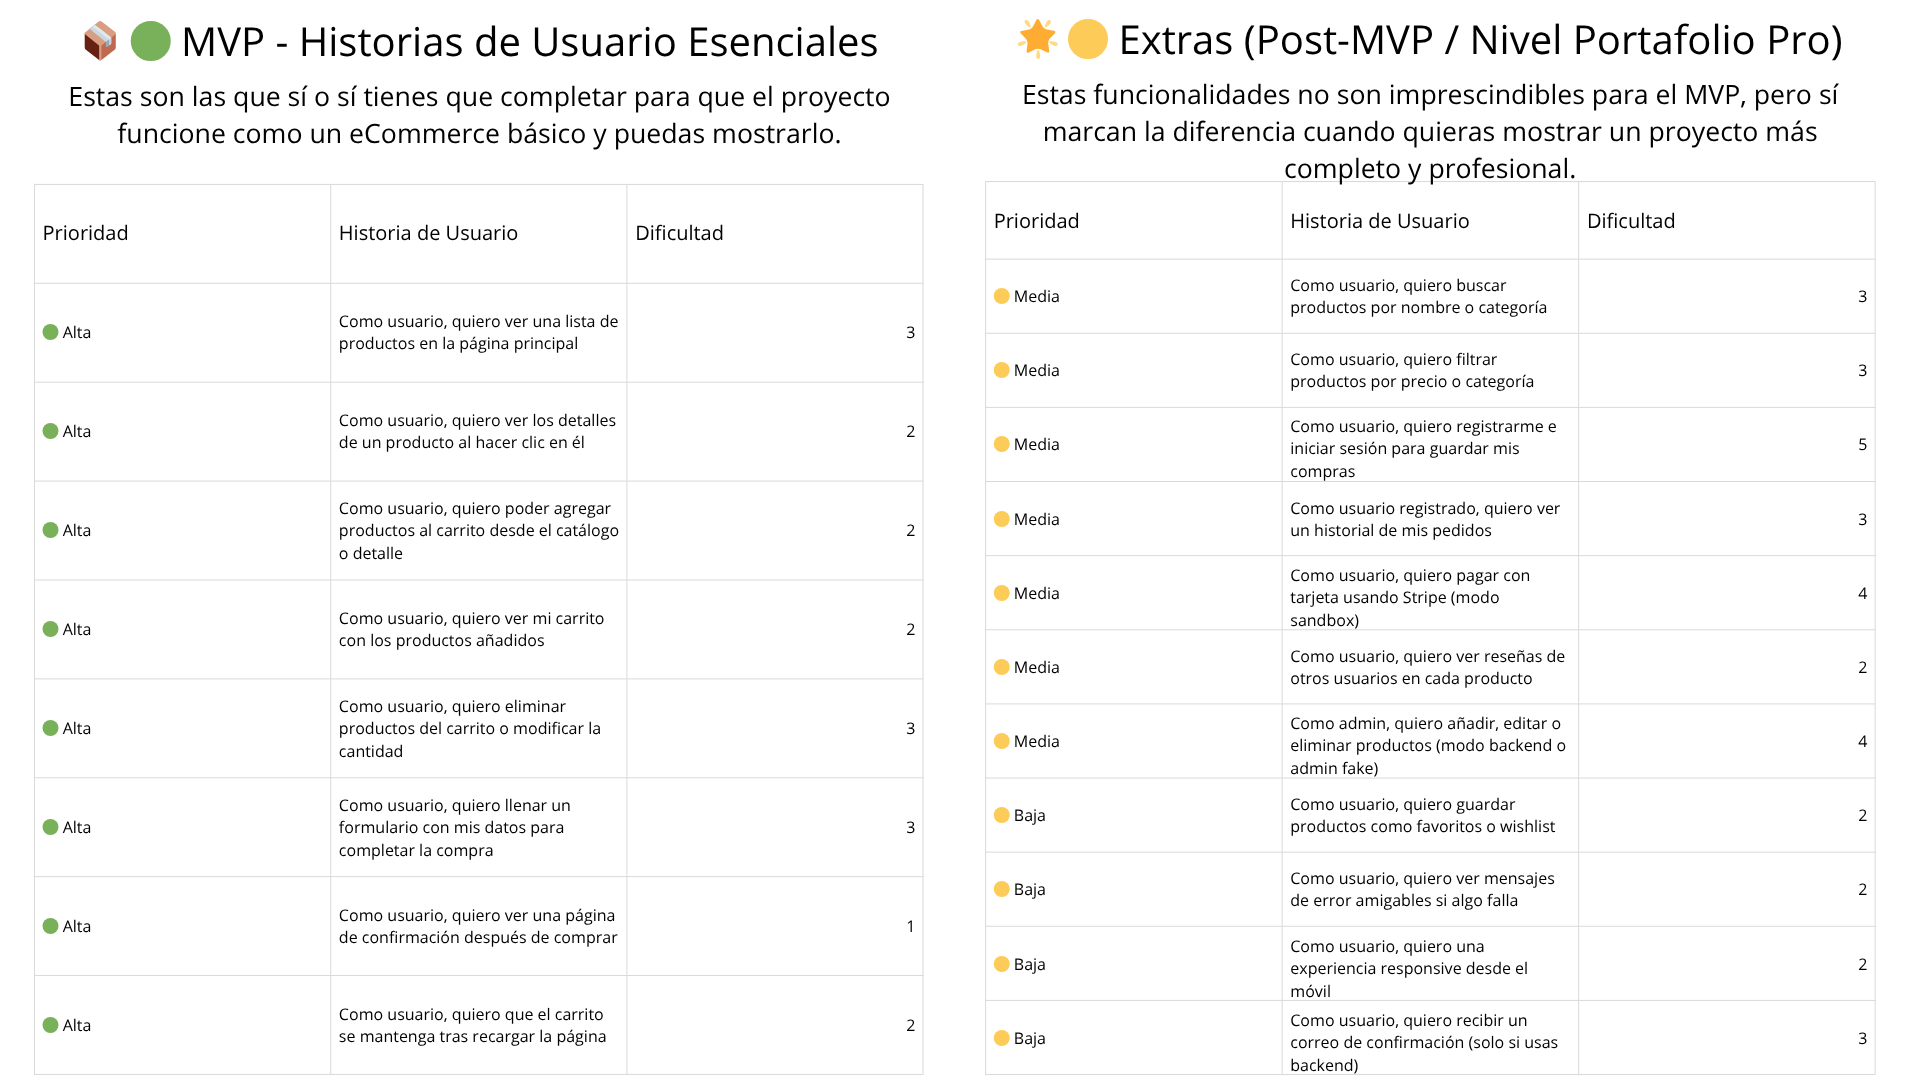 MVP - Historias de Usuario Esenciales
Estas son las que sí o sí tienes que completar para que el proyecto
funcione como un eCommerce básico y puedas mostrarlo.
Prioridad
Historia de Usuario
Dificultad
Alta
Como usuario, quiero ver una lista de
productos en la página principal
3
Alta
Como usuario, quiero ver los detalles
de un producto al hacer clic en él
2
Alta
Como usuario, quiero poder agregar
productos al carrito desde el catálogo
o detalle
2
Alta
Como usuario, quiero ver mi carrito
con los productos añadidos
2
Alta
Como usuario, quiero eliminar
productos del carrito o modificar la
cantidad
3
Alta
Como usuario, quiero llenar un
formulario con mis datos para
completar la compra
3
Alta
Como usuario, quiero ver una página
de confirmación después de comprar
1
Alta
Como usuario, quiero que el carrito
se mantenga tras recargar la página
2
Extras (Post-MVP / Nivel Portafolio Pro)
Estas funcionalidades no son imprescindibles para el MVP, pero sí
marcan la diferencia cuando quieras mostrar un proyecto más
completo y profesional.
Prioridad
Historia de Usuario
Dificultad
Media
Como usuario, quiero buscar
productos por nombre o categoría
3
Media
Como usuario, quiero filtrar
productos por precio o categoría
3
Media
Como usuario, quiero registrarme e
iniciar sesión para guardar mis
compras
5
Media
Como usuario registrado, quiero ver
un historial de mis pedidos
3
Media
Como usuario, quiero pagar con
tarjeta usando Stripe (modo
sandbox)
4
Media
Como usuario, quiero ver reseñas de
otros usuarios en cada producto
2
Media
Como admin, quiero añadir, editar o
eliminar productos (modo backend o
admin fake)
4
Baja
Como usuario, quiero guardar
productos como favoritos o wishlist
2
Baja
Como usuario, quiero ver mensajes
de error amigables si algo falla
2
Baja
Como usuario, quiero una
experiencia responsive desde el
móvil
2
Baja
Como usuario, quiero recibir un
correo de confirmación (solo si usas
backend)
3